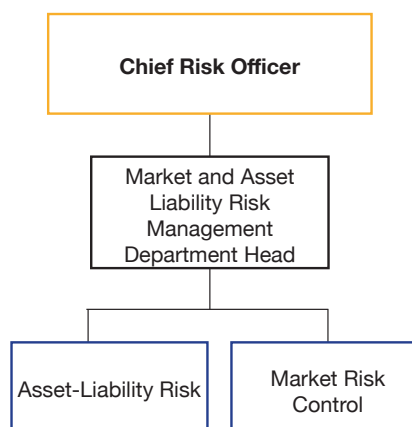 Chief Risk Officer
Market and Asset
Liability Risk
Management
Department Head
Asset-Liability Risk
Market Risk
Control